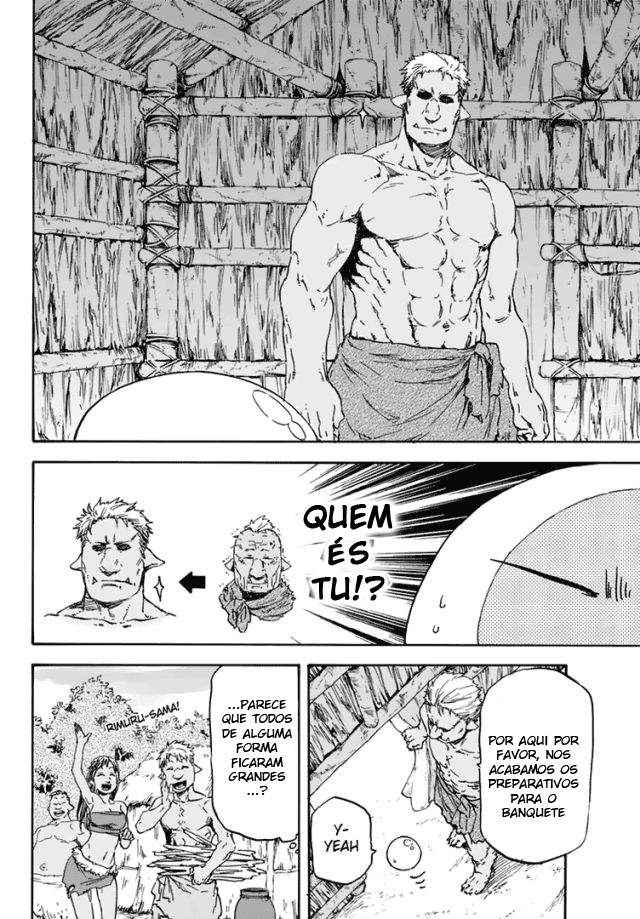 QUEM
ÉS
TU!?
POR AQUI POR
FAVOR, NOS
ACABAMOS OS
PREPARATIVOS
PARA O
BANQUETE
Y-
YEAH
...PARECE
QUE TODOS
DE ALGUMA
FORMA
FICARAM
GRANDES
...?
RIMURU-SAMA!